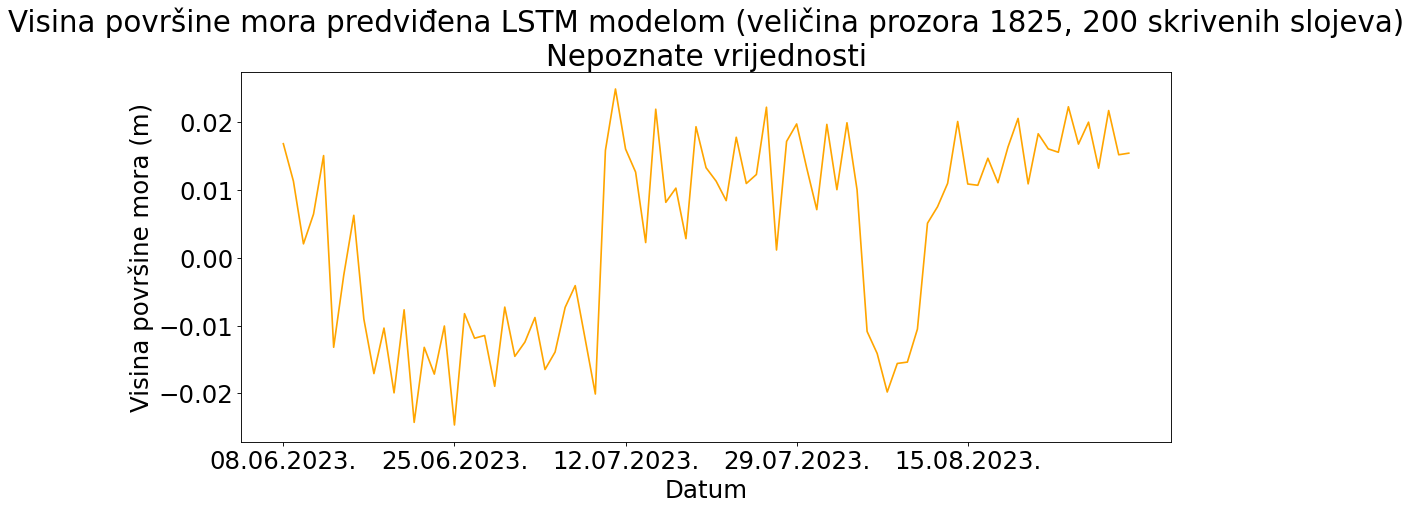 Visina površine mora predviđena LSTM modelom (veličina prozora 1825, 200 skrivenih slojeva)
Nepoznate vrijednosti
Visina površine mora (m)
0.02
0.01
0.00
−0.01
−0.02
08.06.2023. 25.06.2023. 12.07.2023. 29.07.2023. 15.08.2023.
Datum